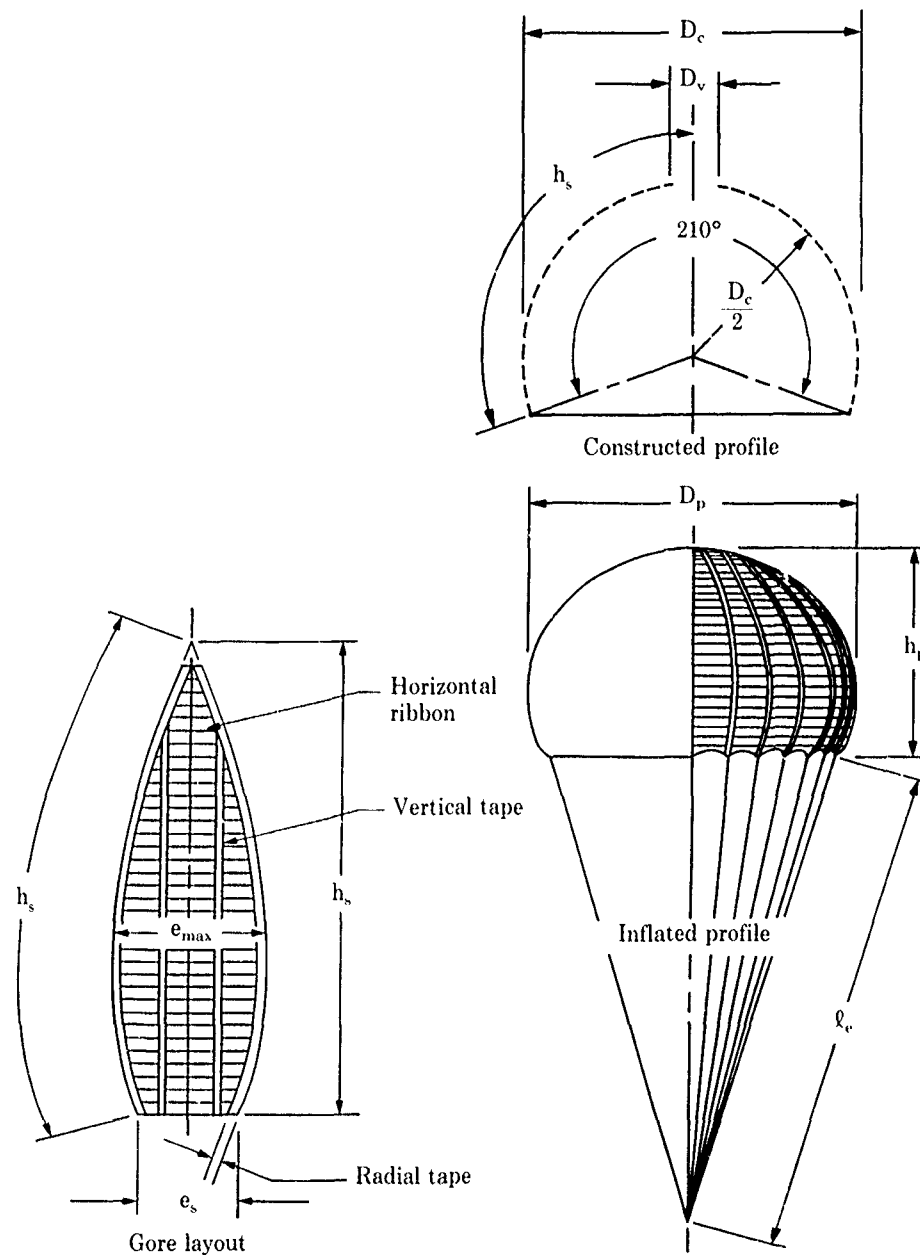 D_c
D_v
h_s
210°
D_c
2
Constructed profile
D_p
h_p
Horizontal
ribbon
Vertical tape
h_s
h_s
e_max
Inflated profile
ℓ_e
Radial tape
e_s
Gore layout